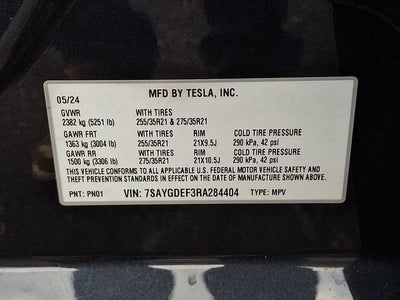 MFD BY TESLA, INC.
05/24
GVWR WITH TIRES
2382 kg (5251 lb) 255/35R21 & 275/35R21
GAWR FRT WITH TIRES RIM COLD TIRE PRESSURE
1363 kg (3004 lb) 255/35R21 21X9.5J 290 kPa, 42 psi
GAWR RR WITH TIRES RIM COLD TIRE PRESSURE
1500 kg (3306 lb) 275/35R21 21X10.5J 290 kPa, 42 psi
THIS VEHICLE CONFORMS TO ALL APPLICABLE U.S. FEDERAL MOTOR VEHICLE SAFETY
AND THEFT PREVENTION STANDARDS IN EFFECT ON THE DATE OF MANUFACTURE SHOWN ABOVE.
PNT: PN01 VIN: 7SAYGDEF3RA284404 TYPE: MPV